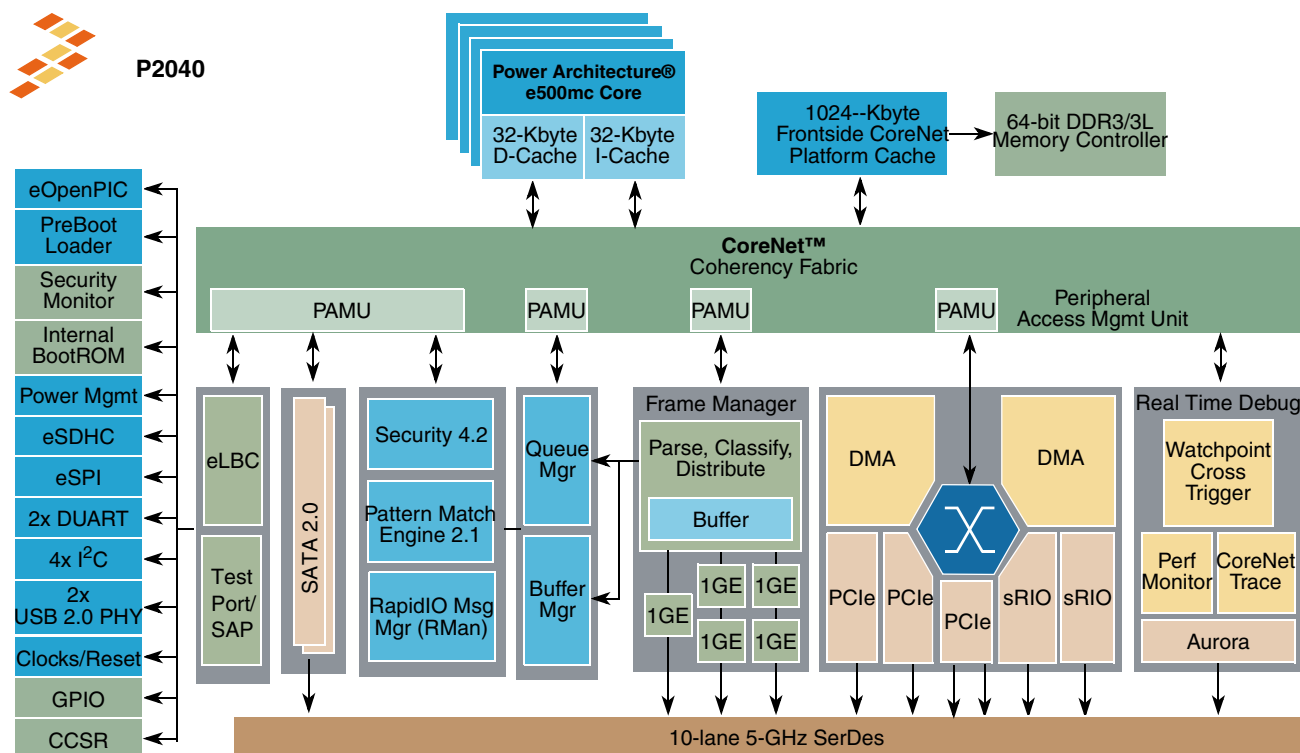 P2040
Power Architecture®
e500mc Core
32-Kbyte
D-Cache
32-Kbyte
I-Cache
1024--Kbyte
Frontside CoreNet
Platform Cache
64-bit DDR3/3L
Memory Controller
eOpenPIC
PreBoot
Loader
Security
Monitor
Internal
BootROM
Power Mgmt
eSDHC
eSPI
2x DUART
4x I²C
2x
USB 2.0 PHY
Clocks/Reset
GPIO
CCSR
CoreNet™
Coherency Fabric
PAMU
PAMU
PAMU
PAMU
Peripheral
Access Mgmt Unit
eLBC
Test
Port/
SAP
SATA 2.0
Security 4.2
Pattern Match
Engine 2.1
RapidIO Msg
Mgr (RMan)
Queue
Mgr
Buffer
Mgr
Frame Manager
Parse, Classify,
Distribute
Buffer
1GE
1GE
1GE
1GE
1GE
DMA
DMA
PCIe
PCIe
PCIe
sRIO
sRIO
Real Time Debug
Watchpoint
Cross
Trigger
Perf
Monitor
CoreNet
Trace
Aurora
10-lane 5-GHz SerDes